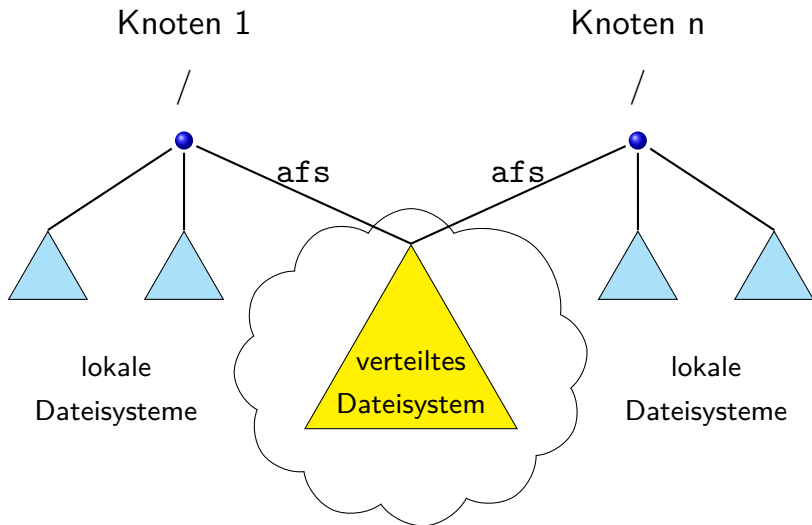 Knoten 1
Knoten n
/
/
afs
afs
verteiltes
Dateisystem
lokale
Dateisysteme
lokale
Dateisysteme